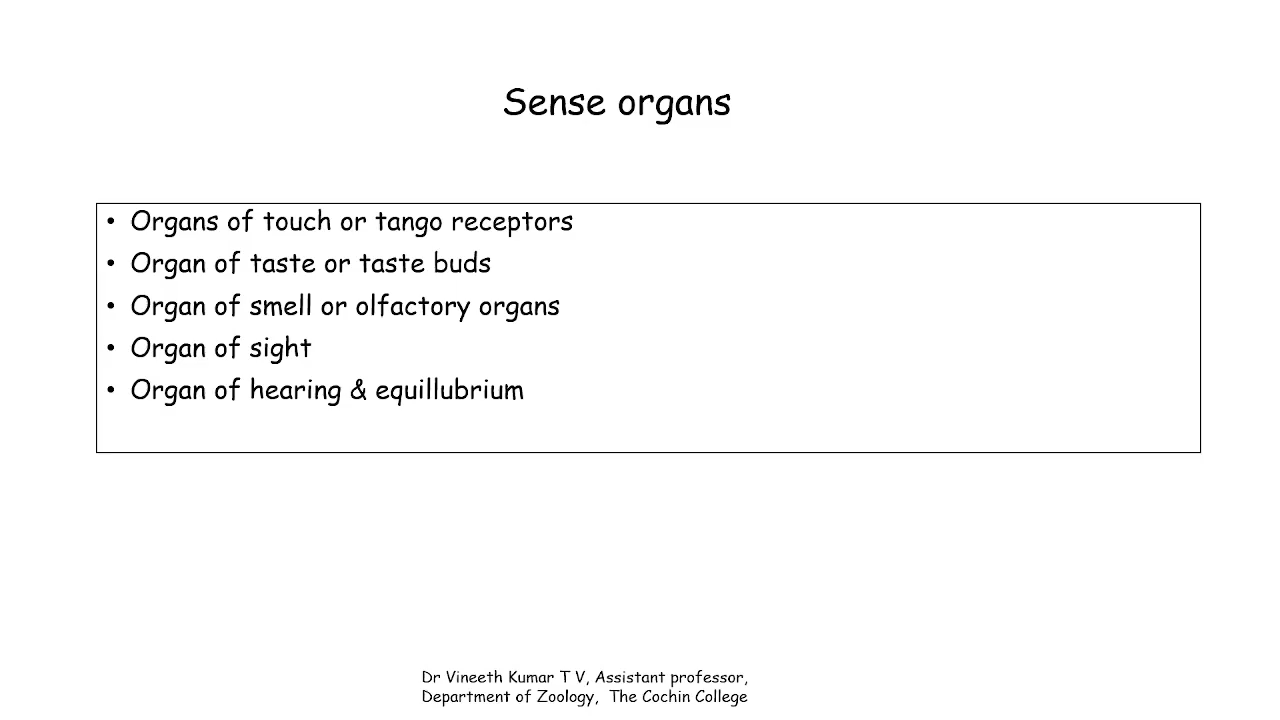 Sense organs
• Organs of touch or tango receptors
• Organ of taste or taste buds
• Organ of smell or olfactory organs
• Organ of sight
• Organ of hearing & equillubrium
Dr Vineeth Kumar T V, Assistant professor,
Department of Zoology, The Cochin College